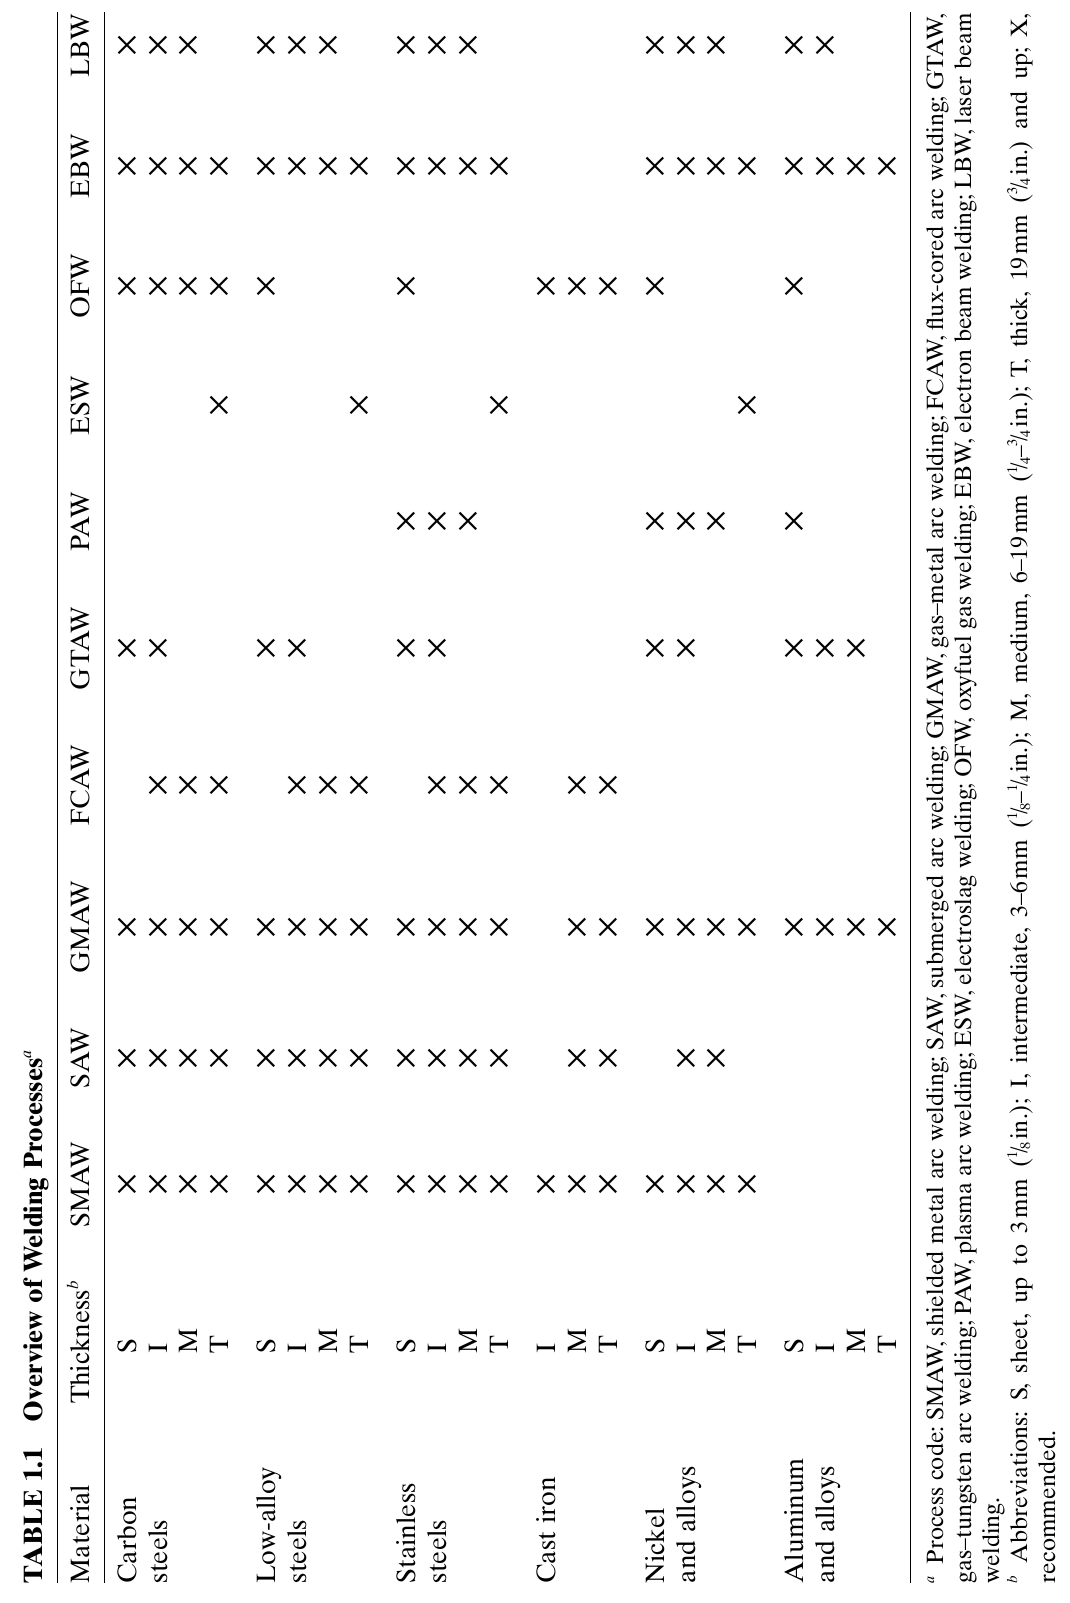 TABLE 1.1 Overview of Welding Processesᵃ
Material Thicknessᵇ SMAW SAW GMAW FCAW GTAW PAW ESW OFW EBW LBW
Carbon S × × × × × × ×
steels I × × × × × × × ×
M × × × × × × ×
T × × × × × × ×
Low-alloy S × × × × × × ×
steels I × × × × × × ×
M × × × × × ×
T × × × × × ×
Stainless S × × × × × × × ×
steels I × × × × × × × ×
M × × × × × × ×
T × × × × × ×
Cast iron I × ×
M × × × × ×
T × × × × ×
Nickel S × × × × × × ×
and alloys I × × × × × × ×
M × × × × × ×
T × × × ×
Aluminum S × × × × × ×
and alloys I × × × ×
M × × ×
T × ×
ᵃ Process code: SMAW, shielded metal arc welding; SAW, submerged arc welding; GMAW, gas–metal arc welding; FCAW, flux-cored arc welding; GTAW,
gas–tungsten arc welding; PAW, plasma arc welding; ESW, electroslag welding; OFW, oxyfuel gas welding; EBW, electron beam welding; LBW, laser beam
welding.
ᵇ Abbreviations: S, sheet, up to 3 mm (1/8 in.); I, intermediate, 3–6 mm (1/8–1/4 in.); M, medium, 6–19 mm (1/4–3/4 in.); T, thick, 19 mm (3/4 in.) and up; X,
recommended.